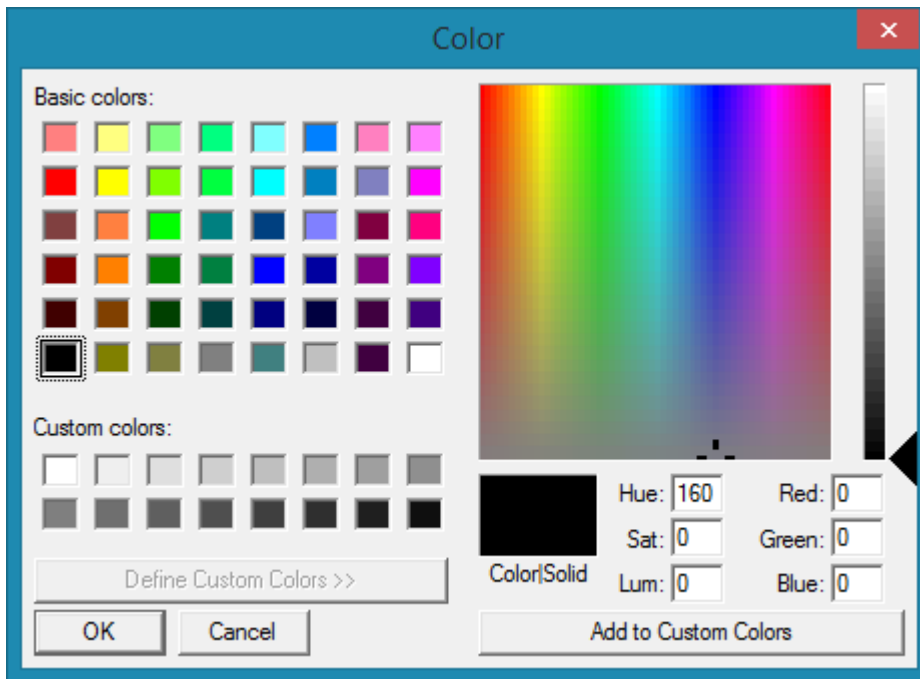 Color
Basic colors:
Custom colors:
Define Custom Colors >>
OK Cancel
Color|Solid
Hue: 160 Red: 0
Sat: 0 Green: 0
Lum: 0 Blue: 0
Add to Custom Colors